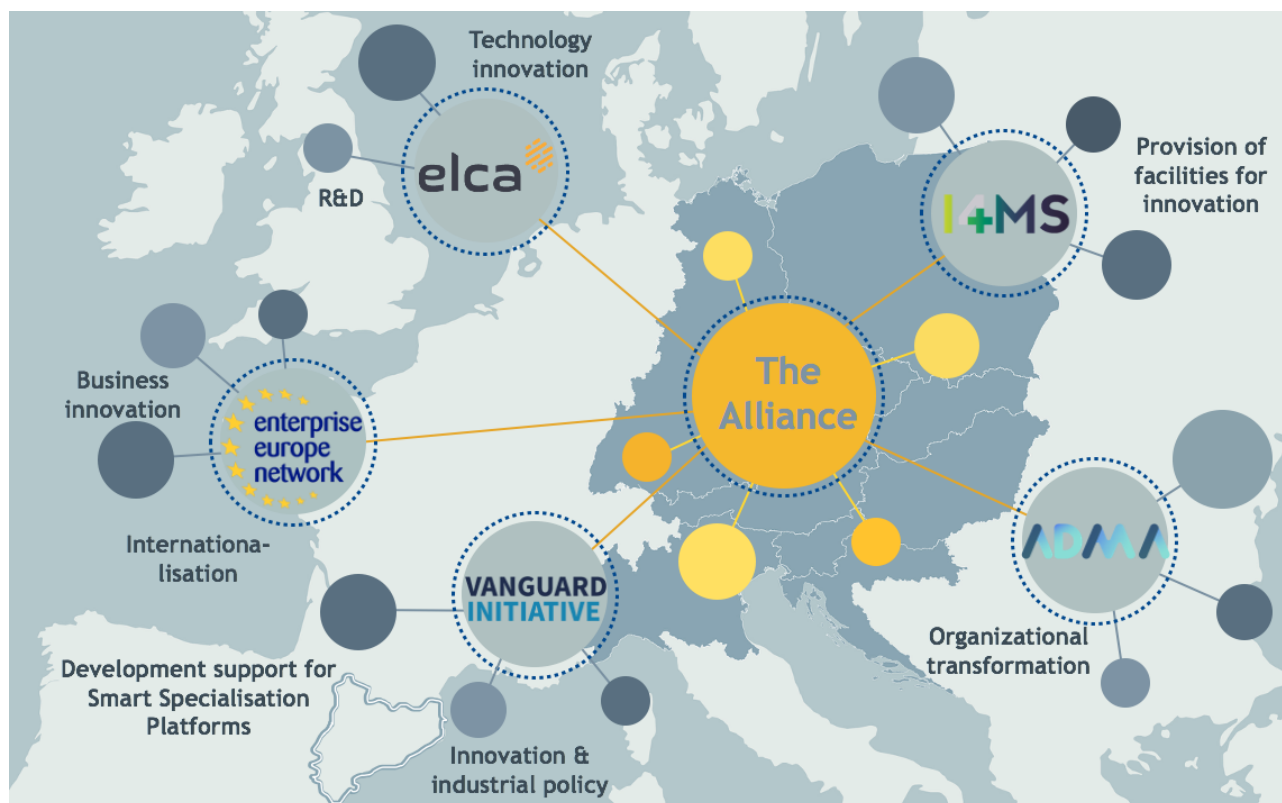 Technology
innovation
elca
R&D
I4MS
Provision of
facilities for
innovation
The
Alliance
Business
innovation
enterprise
europe
network
Internationa-
lisation
ADMA
VANGUARD
INITIATIVE
Organizational
transformation
Development support for
Smart Specialisation
Platforms
Innovation &
industrial policy